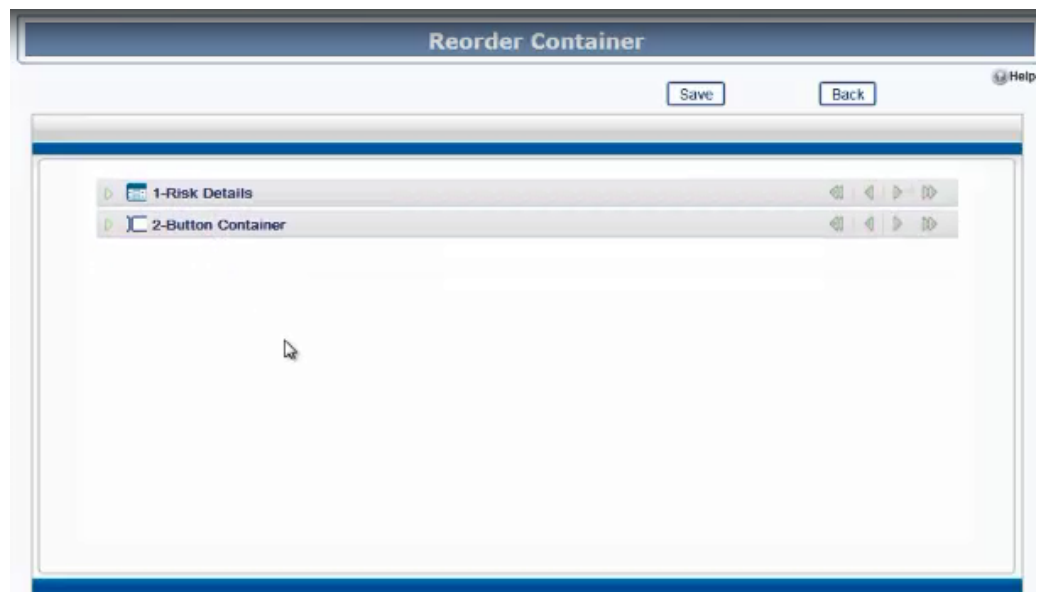 Reorder Container
Help
Save Back
1-Risk Details
2-Button Container